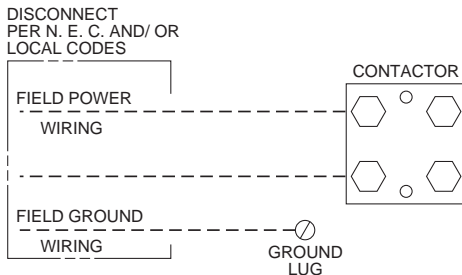 DISCONNECT
PER N. E. C. AND/ OR
LOCAL CODES
CONTACTOR
FIELD POWER
WIRING
FIELD GROUND
WIRING
GROUND
LUG